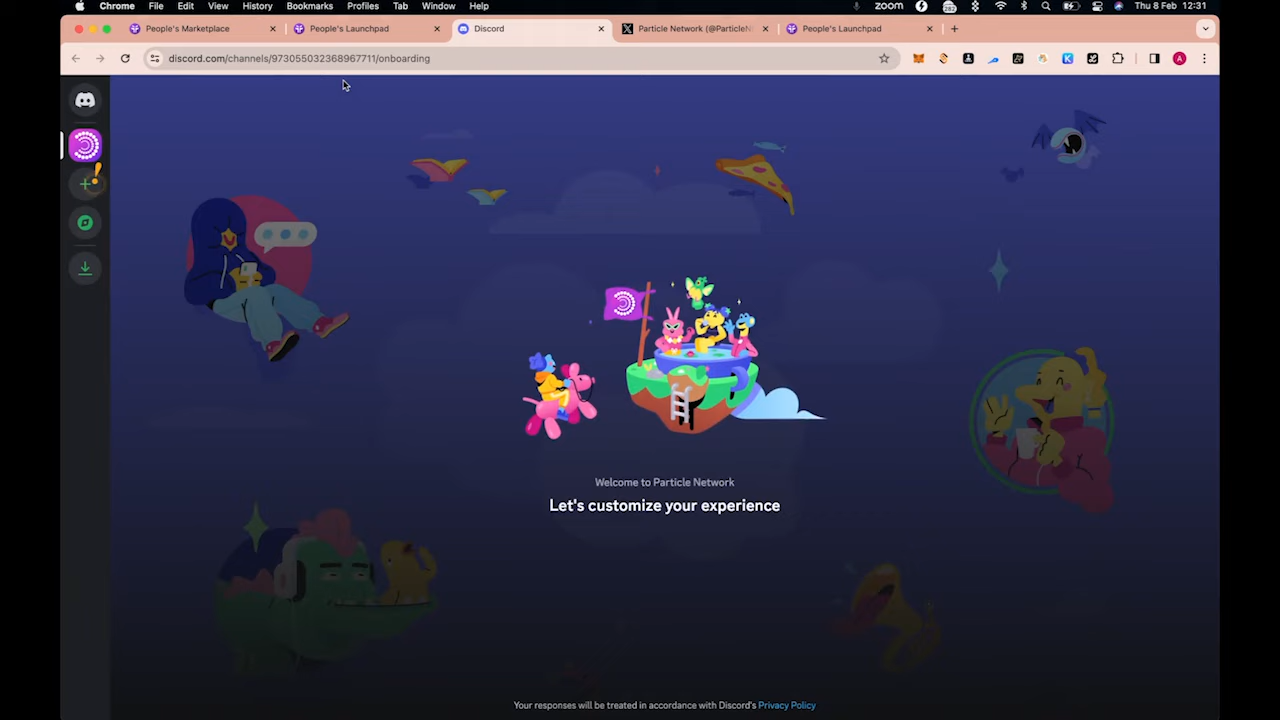 Chrome File Edit View History Bookmarks Profiles Tab Window Help zoom 282 Thu 8 Feb 12:31
People's Marketplace People's Launchpad Discord Particle Network (@ParticleN People's Launchpad
discord.com/channels/973055032368967711/onboarding
Welcome to Particle Network
Let's customize your experience
Your responses will be treated in accordance with Discord's Privacy Policy